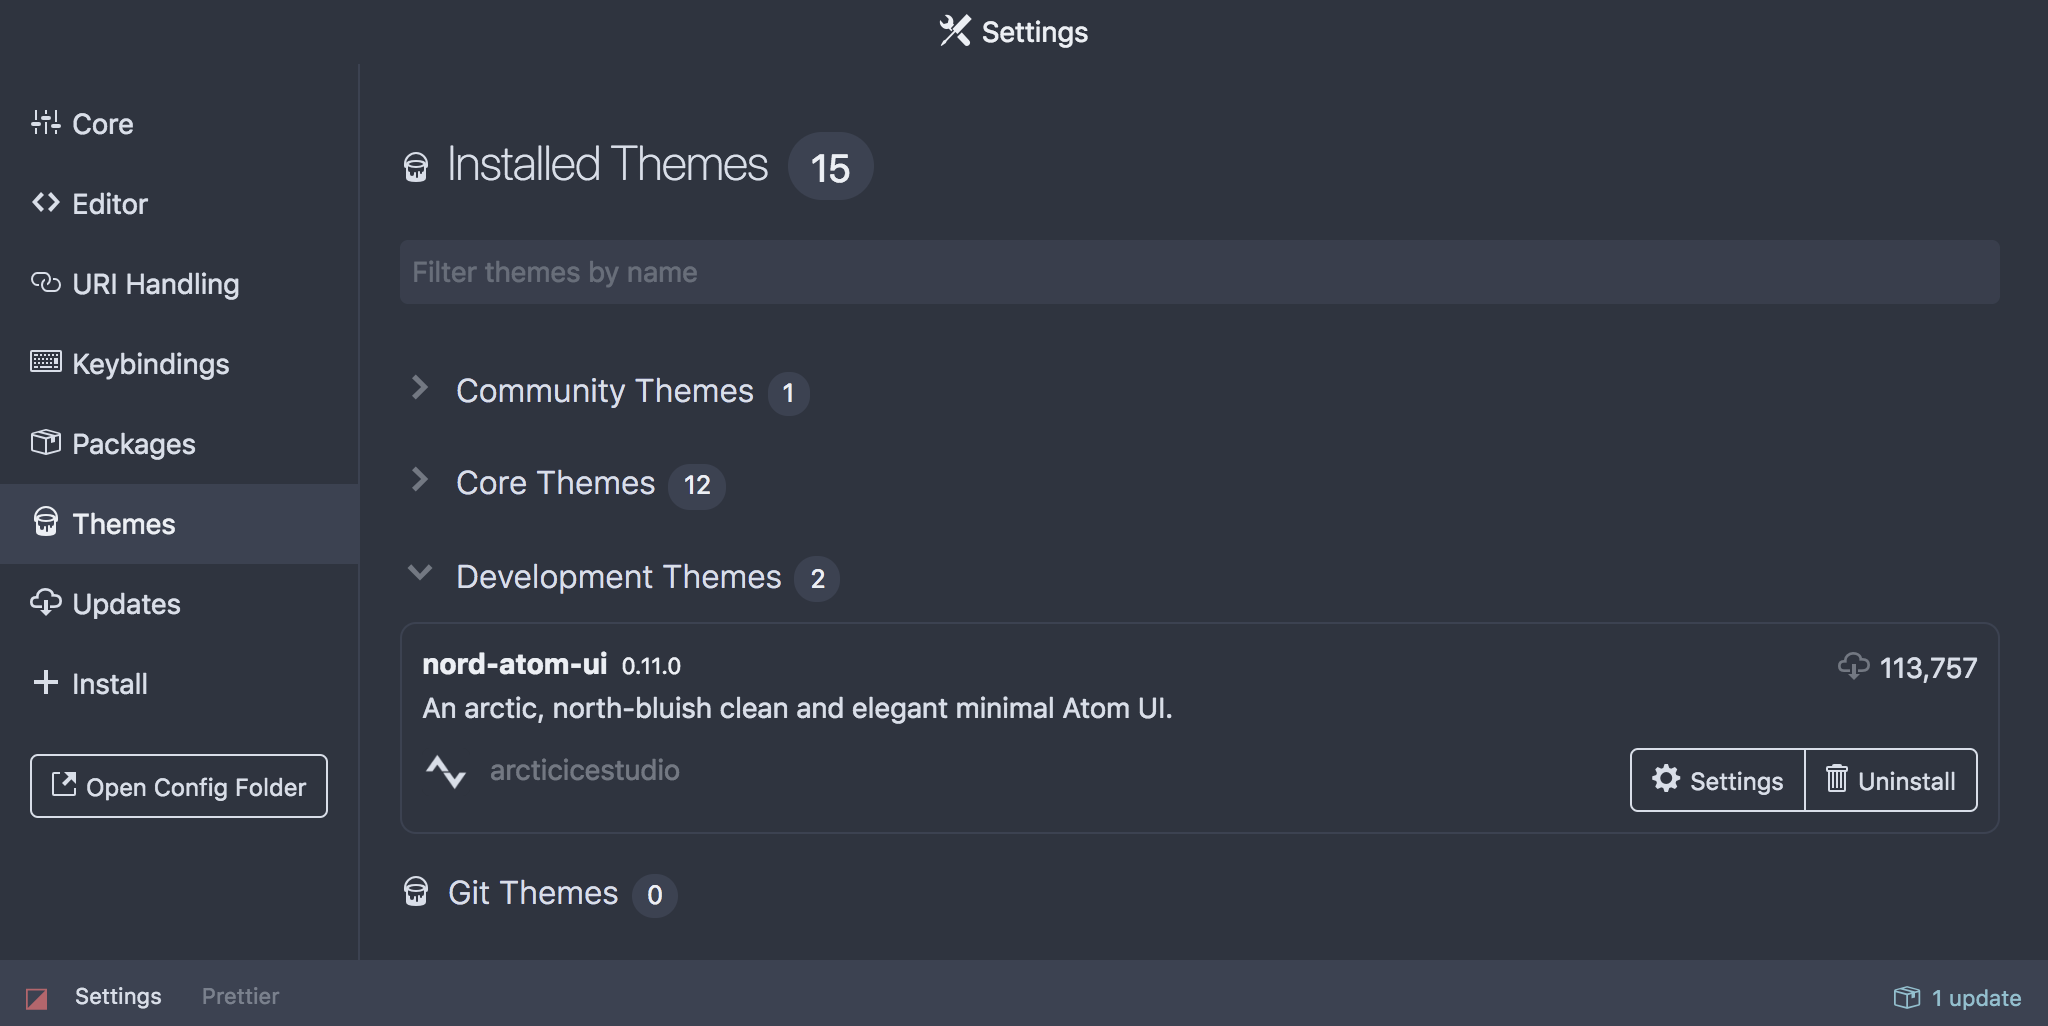 Settings
Core
Editor
URI Handling
Keybindings
Packages
Themes
Updates
Install
Open Config Folder
Installed Themes 15
Filter themes by name
Community Themes 1
Core Themes 12
Development Themes 2
nord-atom-ui 0.11.0 113,757
An arctic, north-bluish clean and elegant minimal Atom UI.
arcticicestudio
Settings Uninstall
Git Themes 0
Settings Prettier 1 update